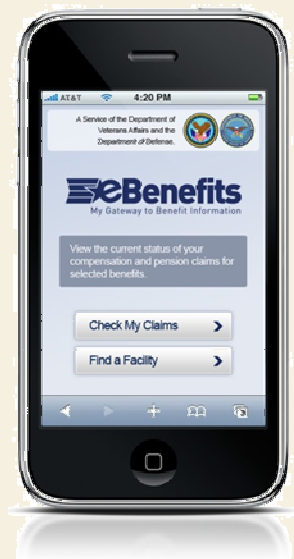 AT&T 4:20 PM
A Service of the Department of
Veterans Affairs and the
Department of Defense.
eBenefits
My Gateway to Benefit Information
View the current status of your
compensation and pension claims for
selected benefits.
Check My Claims
Find a Facility